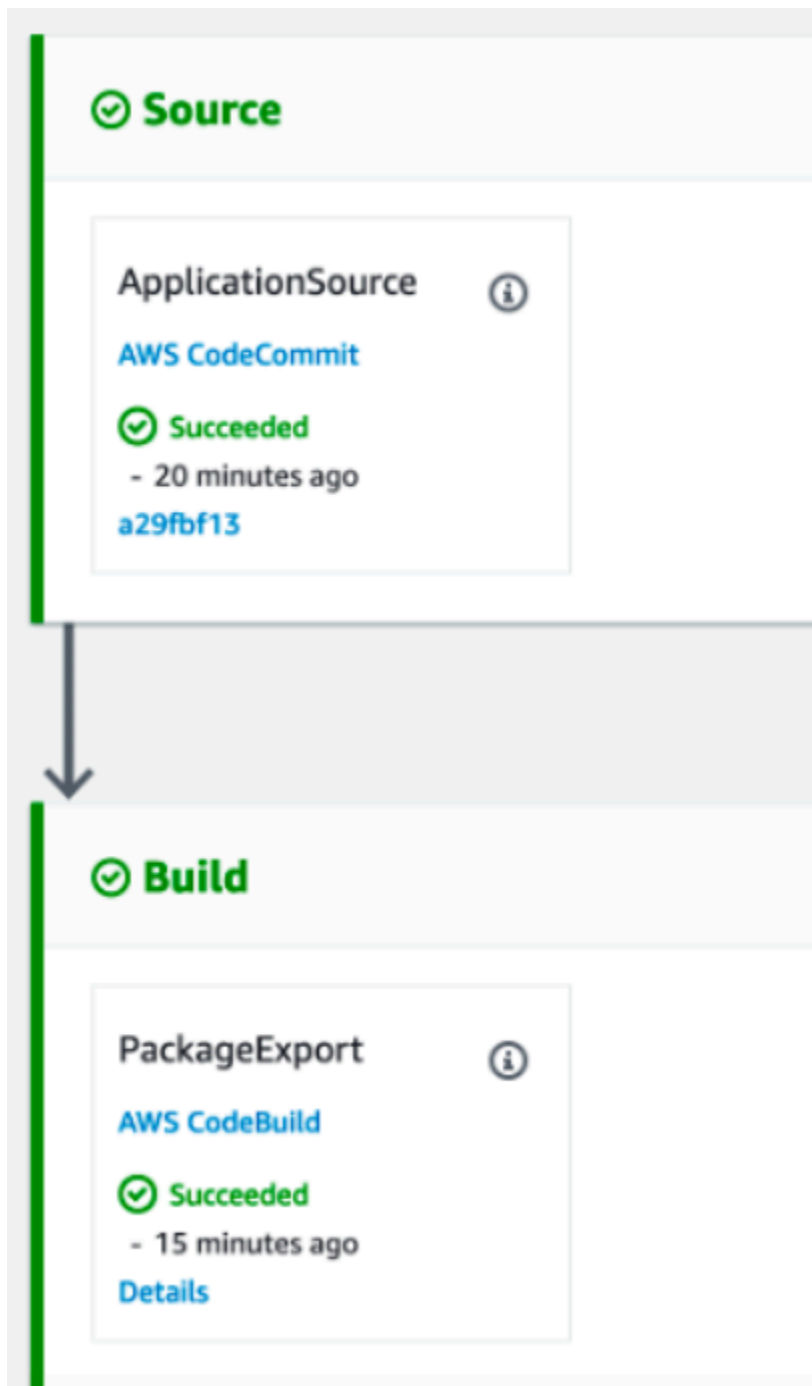 Source
ApplicationSource
AWS CodeCommit
Succeeded
- 20 minutes ago
a29fbf13
Build
PackageExport
AWS CodeBuild
Succeeded
- 15 minutes ago
Details